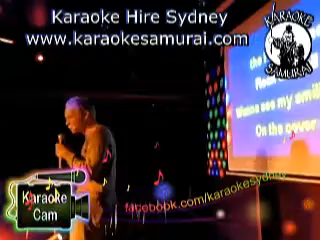 Karaoke Hire Sydney
www.karaokesamurai.com
KARAOKE
SAMURAI
the
Wanna see my smil
On the cover
Karaoke
Cam
facebook.com/karaokesydney